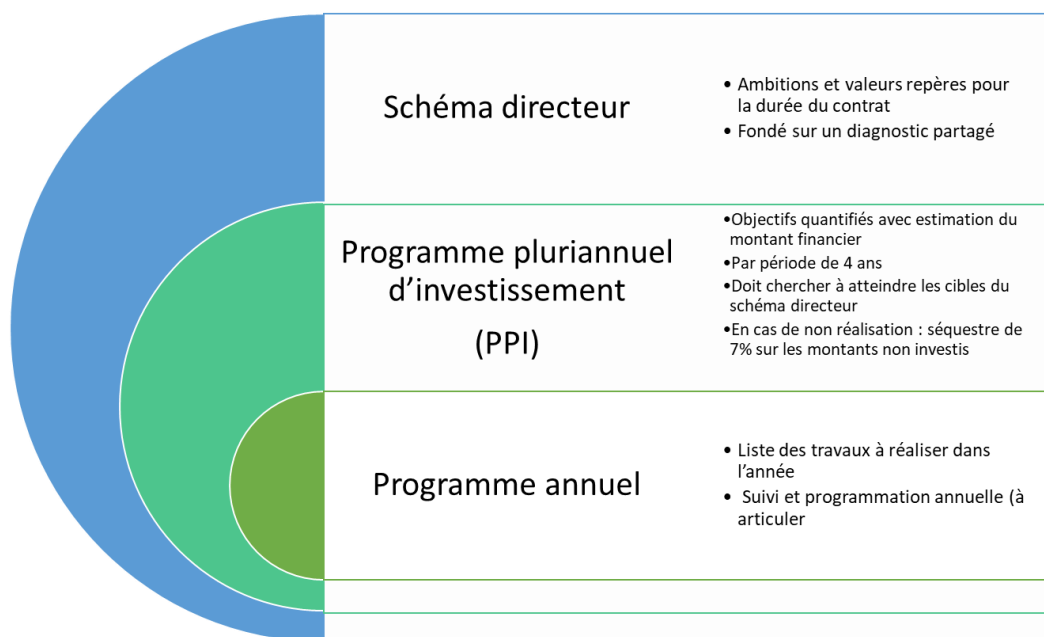 Schéma directeur
• Ambitions et valeurs repères pour
la durée du contrat
• Fondé sur un diagnostic partagé
Programme pluriannuel
d’investissement
(PPI)
•Objectifs quantifiés avec estimation du
montant financier
•Par période de 4 ans
•Doit chercher à atteindre les cibles du
schéma directeur
•En cas de non réalisation : séquestre de
7% sur les montants non investis
Programme annuel
• Liste des travaux à réaliser dans
l’année
• Suivi et programmation annuelle (à
articuler